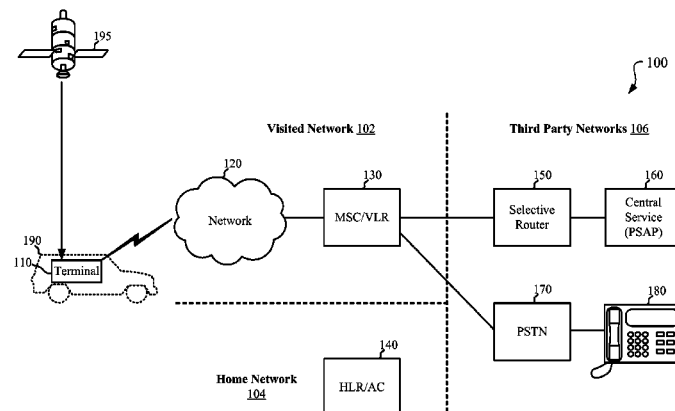 195
100
Visited Network 102
Third Party Networks 106
120
130
150
160
Network
MSC/VLR
Selective
Router
Central
Service
(PSAP)
190
110
Terminal
170
180
PSTN
140
Home Network
104
HLR/AC